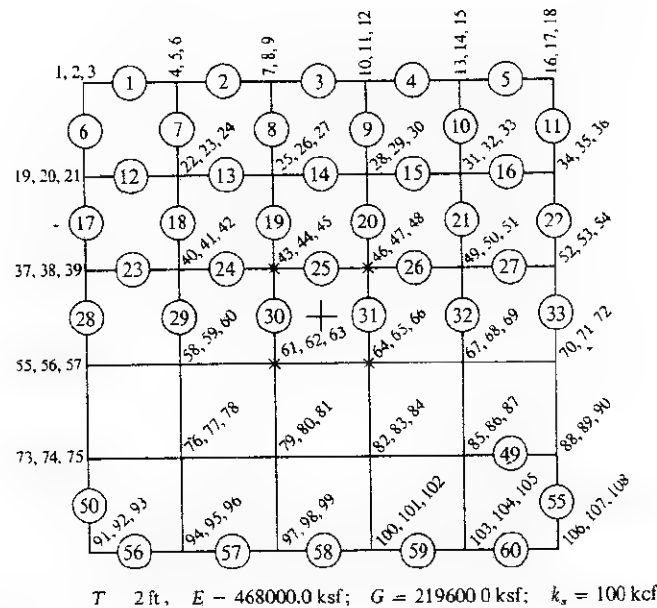 1, 2, 3
4, 5, 6
7, 8, 9
10, 11, 12
13, 14, 15
16, 17, 18
1
2
3
4
5
6
7
8
9
10
11
22, 23, 24
25, 26, 27
28, 29, 30
31, 32, 33
34, 35, 36
19, 20, 21
12
13
14
15
16
17
18
19
20
21
22
40, 41, 42
43, 44, 45
46, 47, 48
49, 50, 51
52, 53, 54
37, 38, 39
23
24
25
26
27
28
29
30
31
32
33
58, 59, 60
61, 62, 63
64, 65, 66
67, 68, 69
70, 71, 72
55, 56, 57
76, 77, 78
79, 80, 81
82, 83, 84
85, 86, 87
88, 89, 90
73, 74, 75
49
50
55
91, 92, 93
94, 95, 96
97, 98, 99
100, 101, 102
103, 104, 105
106, 107, 108
56
57
58
59
60
T 2 ft, E - 468000.0 ksf; G = 219600 0 ksf; ks = 100 kcf